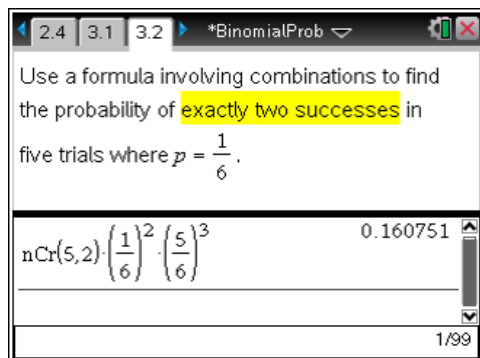 2.4 3.1 3.2 *BinomialProb
Use a formula involving combinations to find
the probability of exactly two successes in
five trials where p = 1/6 .
nCr(5,2)·(1/6)^2·(5/6)^3 0.160751
1/99